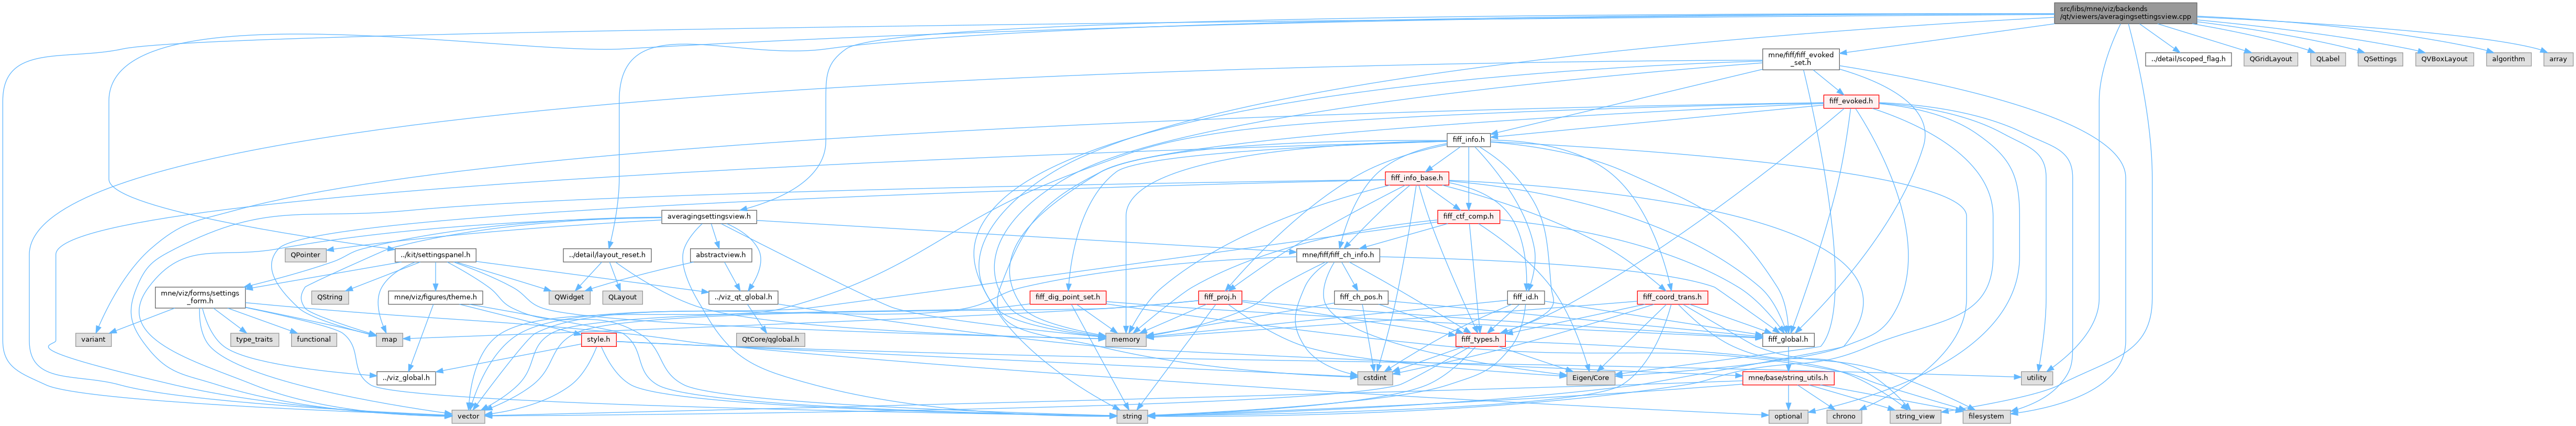 src/libs/mne/viz/backends
/qt/viewers/averagingsettingsview.cpp
mne/fiff/fiff_evoked
_set.h
../detail/scoped_flag.h
QGridLayout
QLabel
QSettings
QVBoxLayout
algorithm
array
fiff_evoked.h
fiff_info.h
fiff_info_base.h
averagingsettingsview.h
fiff_ctf_comp.h
QPointer
../kit/settingspanel.h
../detail/layout_reset.h
abstractview.h
mne/fiff/fiff_ch_info.h
mne/viz/forms/settings
_form.h
QString
mne/viz/figures/theme.h
QWidget
QLayout
../viz_qt_global.h
fiff_dig_point_set.h
fiff_proj.h
fiff_ch_pos.h
fiff_id.h
fiff_coord_trans.h
variant
type_traits
functional
map
style.h
QtCore/qglobal.h
memory
fiff_types.h
fiff_global.h
../viz_global.h
cstdint
Eigen/Core
mne/base/string_utils.h
utility
vector
string
optional
chrono
string_view
filesystem